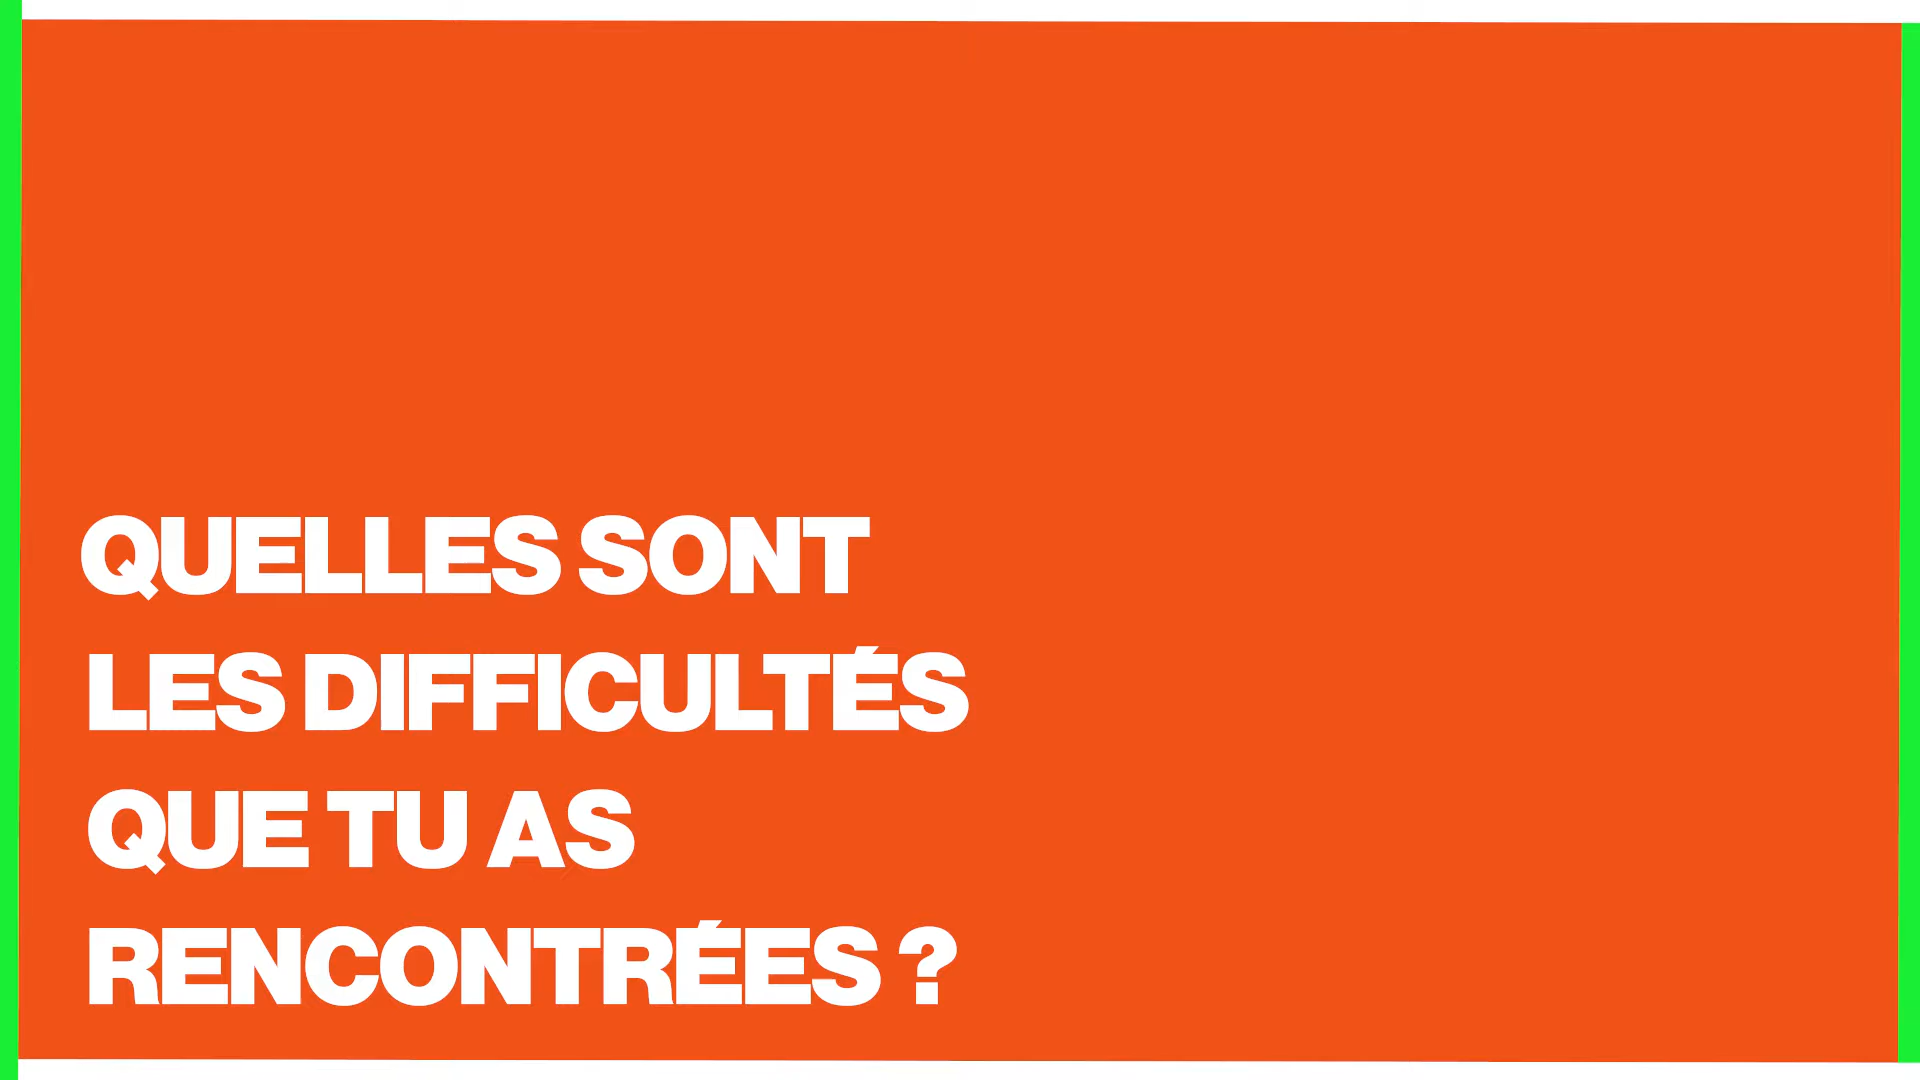 QUELLES SONT
LES DIFFICULTÉS
QUE TU AS
RENCONTRÉES ?